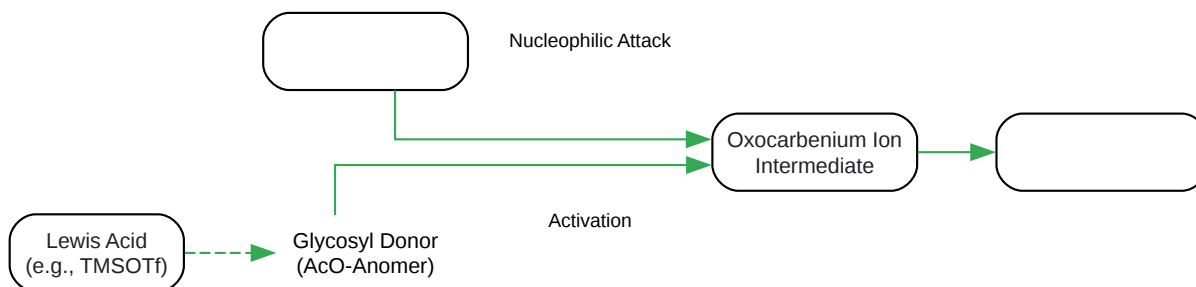 Nucleophilic Attack
Oxocarbenium Ion
Intermediate
Activation
Lewis Acid
(e.g., TMSOTf)
Glycosyl Donor
(AcO-Anomer)